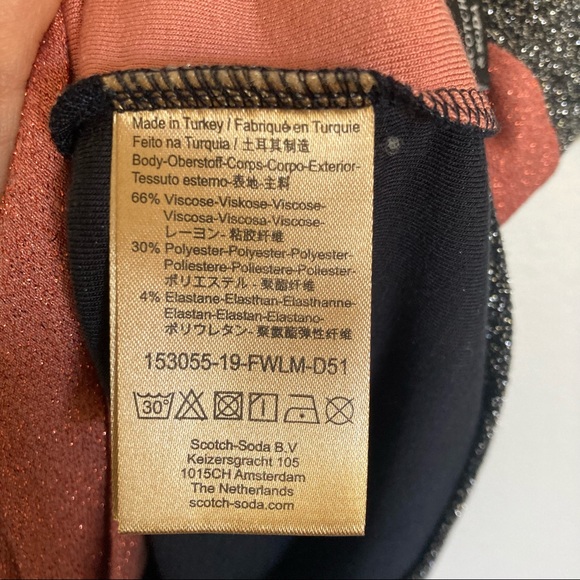 Made in Turkey / Fabriqué en Turquie
Feito na Turquia / 土耳其制造
Body-Oberstoff-Corps-Corpo-Exterior-
Tessuto esterno-表地-主料
66% Viscose-Viskose-Viscose-
Viscosa-Viscosa-Viscose-
レーヨン- 粘胶纤维
30% Polyester-Polyester-Polyester-
Poliestere-Poliestere-Poliester-
ポリエステル - 聚酯纤维
4% Elastane-Elasthan-Elasthanne-
Elastan-Elastan-Elastano-
ポリウレタン- 聚氨酯弹性纤维
153055-19-FWLM-D51
30°
Scotch-Soda B.V
Keizersgracht 105
1015CH Amsterdam
The Netherlands
scotch-soda.com